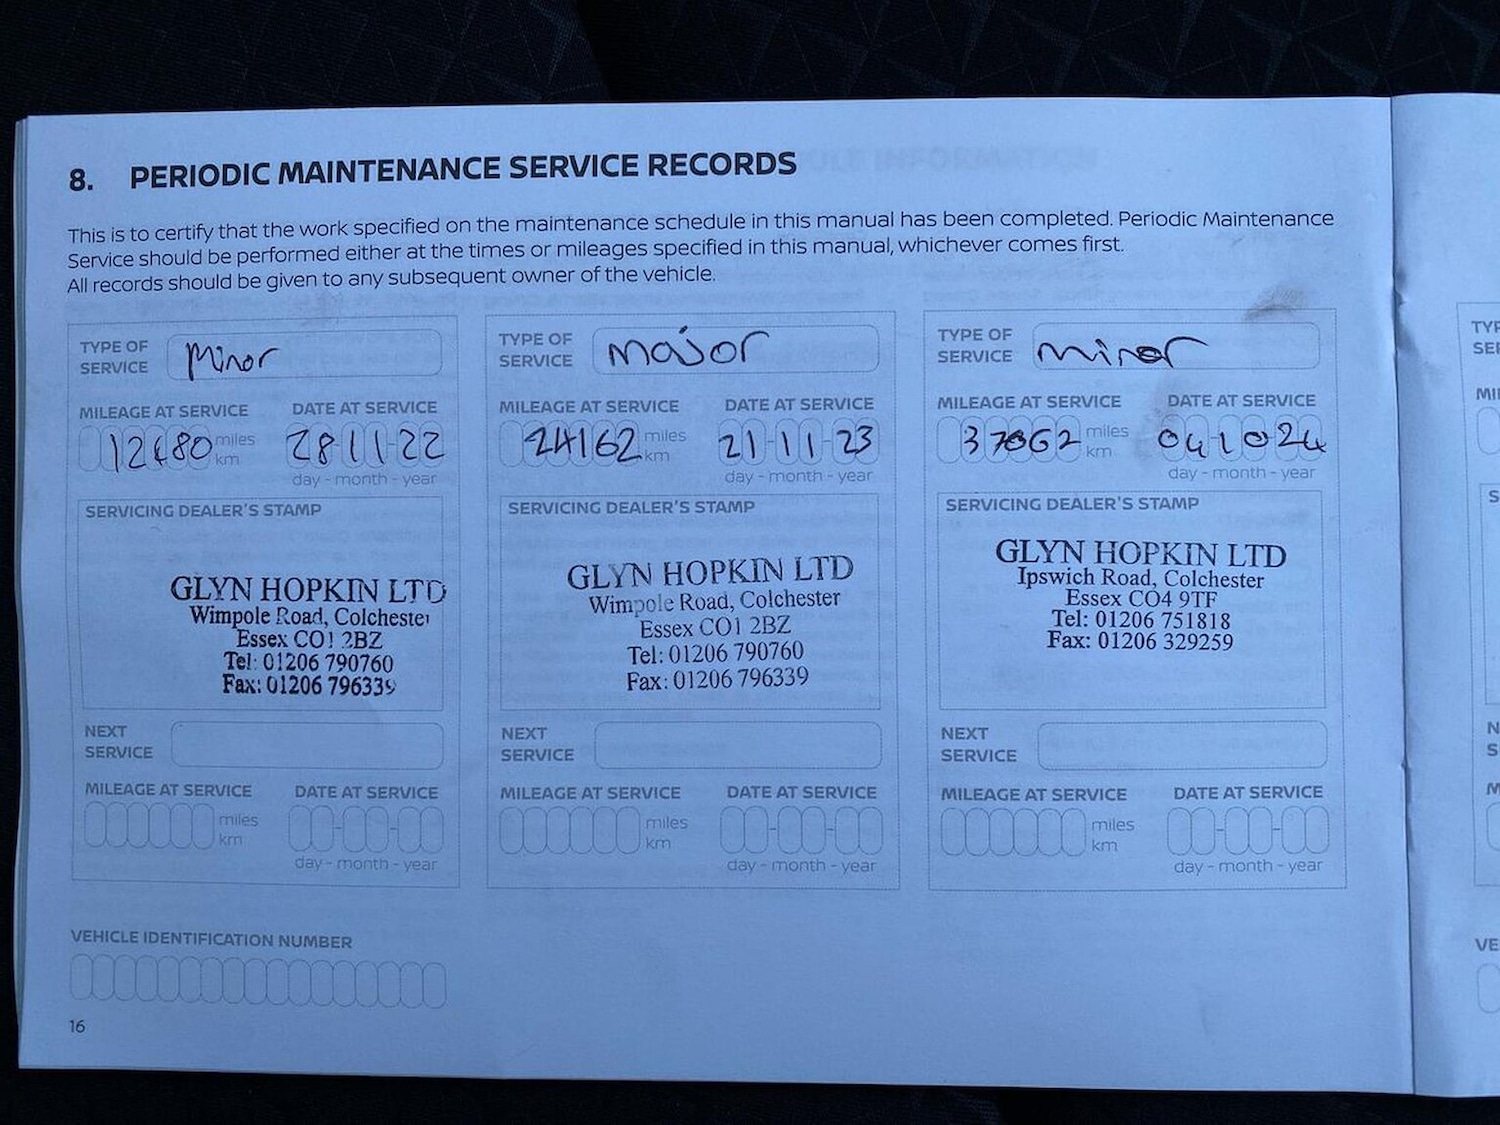 8. PERIODIC MAINTENANCE SERVICE RECORDS
This is to certify that the work specified on the maintenance schedule in this manual has been completed. Periodic Maintenance
Service should be performed either at the times or mileages specified in this manual, whichever comes first.
All records should be given to any subsequent owner of the vehicle.
TYPE OF
SERVICE
Minor
MILEAGE AT SERVICE
DATE AT SERVICE
miles
km
28 11 22
day - month - year
SERVICING DEALER'S STAMP
GLYN HOPKIN LTD
Wimpole Road, Colchester
Essex CO1 2BZ
Tel: 01206 790760
Fax: 01206 796339
NEXT
SERVICE
MILEAGE AT SERVICE
DATE AT SERVICE
miles
km
day - month - year
TYPE OF
SERVICE
major
MILEAGE AT SERVICE
DATE AT SERVICE
24162 miles
km
21 11 23
day - month - year
SERVICING DEALER'S STAMP
GLYN HOPKIN LTD
Wimpole Road, Colchester
Essex CO1 2BZ
Tel: 01206 790760
Fax: 01206 796339
NEXT
SERVICE
MILEAGE AT SERVICE
DATE AT SERVICE
miles
km
day - month - year
TYPE OF
SERVICE
minor
MILEAGE AT SERVICE
DATE AT SERVICE
miles
km
04 10 24
day - month - year
SERVICING DEALER'S STAMP
GLYN HOPKIN LTD
Ipswich Road, Colchester
Essex CO4 9TF
Tel: 01206 751818
Fax: 01206 329259
NEXT
SERVICE
MILEAGE AT SERVICE
DATE AT SERVICE
miles
km
day - month - year
VEHICLE IDENTIFICATION NUMBER
16